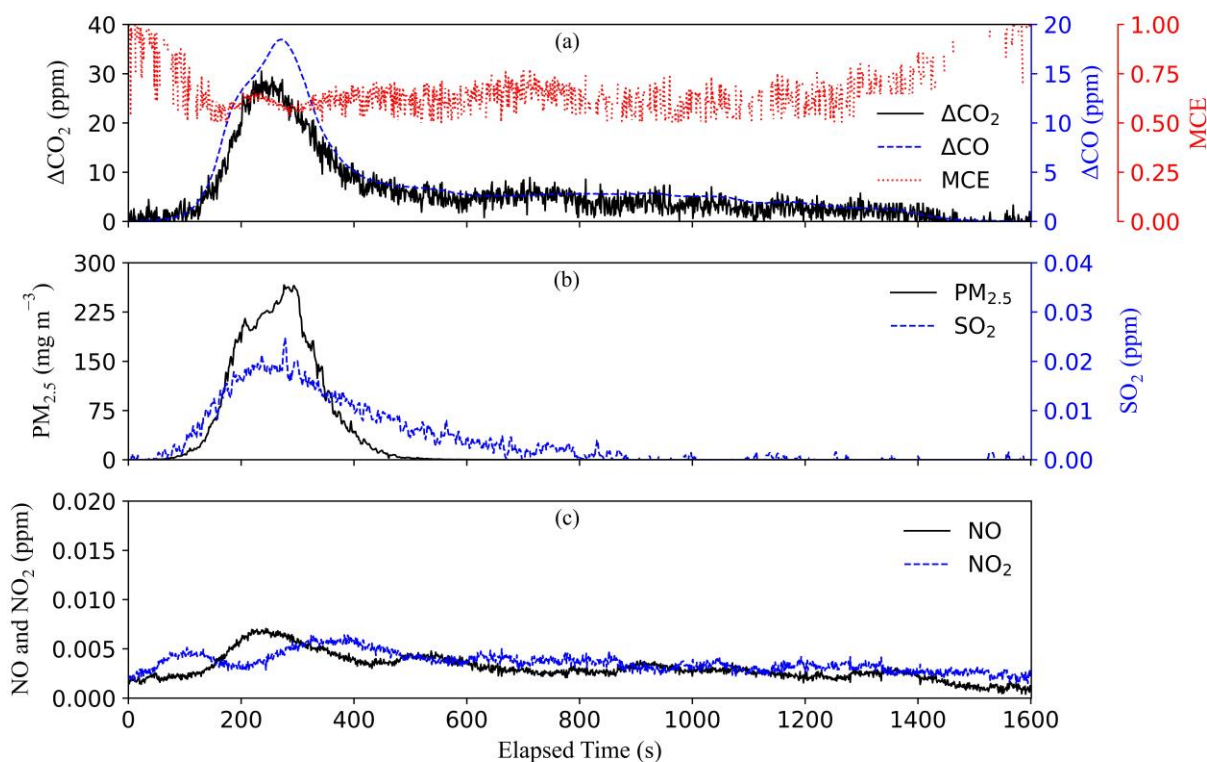 (a)
40
30
20
10
0
ΔCO₂ (ppm)
20
15
10
5
0
ΔCO (ppm)
1.00
0.75
0.50
0.25
0.00
MCE
ΔCO₂
ΔCO
MCE
(b)
300
225
150
75
0
PM₂.₅ (mg m⁻³)
0.04
0.03
0.02
0.01
0.00
SO₂ (ppm)
PM₂.₅
SO₂
(c)
0.020
0.015
0.010
0.005
0.000
NO and NO₂ (ppm)
NO
NO₂
0 200 400 600 800 1000 1200 1400 1600
Elapsed Time (s)